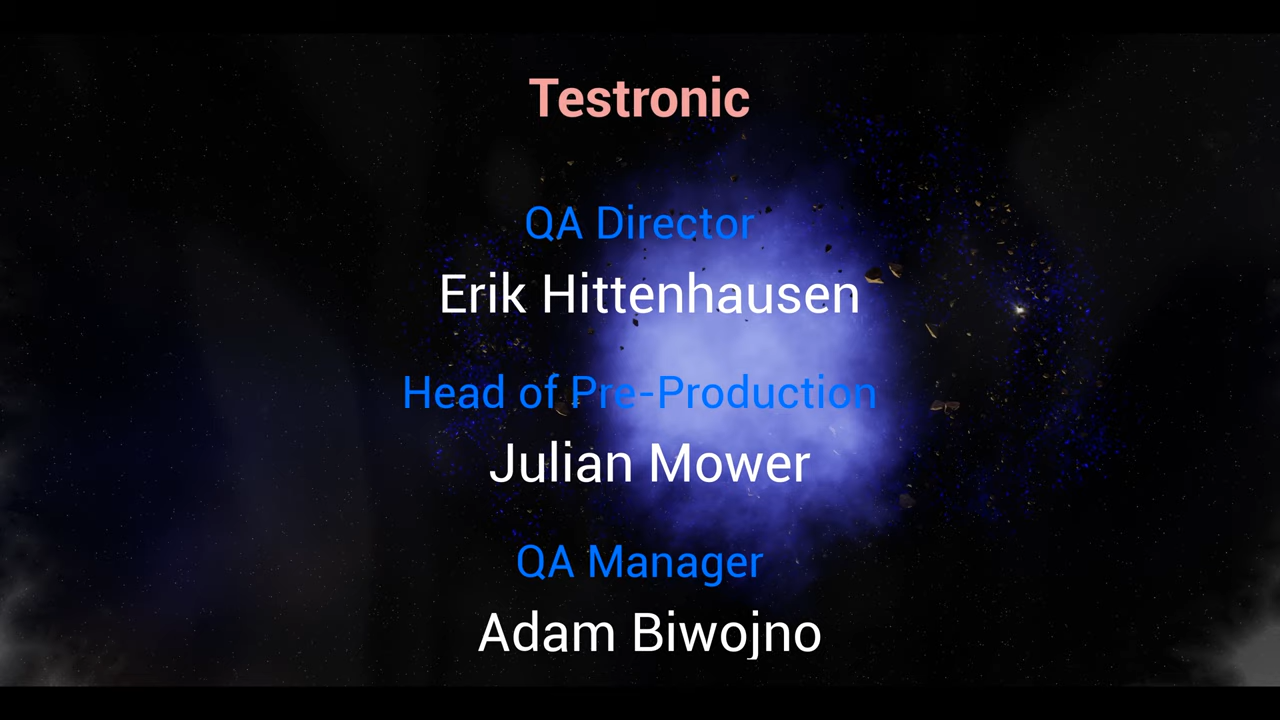 Testronic
QA Director
Erik Hittenhausen
Head of Pre-Production
Julian Mower
QA Manager
Adam Biwojno